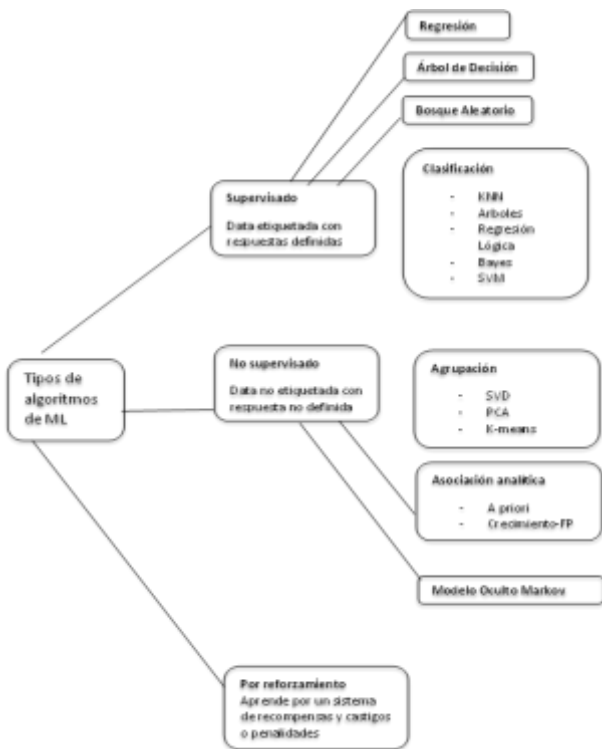 Regresión
Árbol de Decisión
Bosque Aleatorio
Clasificación
- KNN
- Arboles
- Regresión
Lógica
- Bayes
- SVM
Supervisado
Data etiquetada con
respuestas definidas
Tipos de
algoritmos
de ML
No supervisado
Data no etiquetada con
respuesta no definida
Agrupación
- SVD
- PCA
- K-means
Asociación analítica
- A priori
- Crecimiento-FP
Modelo Oculto Markov
Por reforzamiento
Aprende por un sistema
de recompensas y castigos
o penalidades